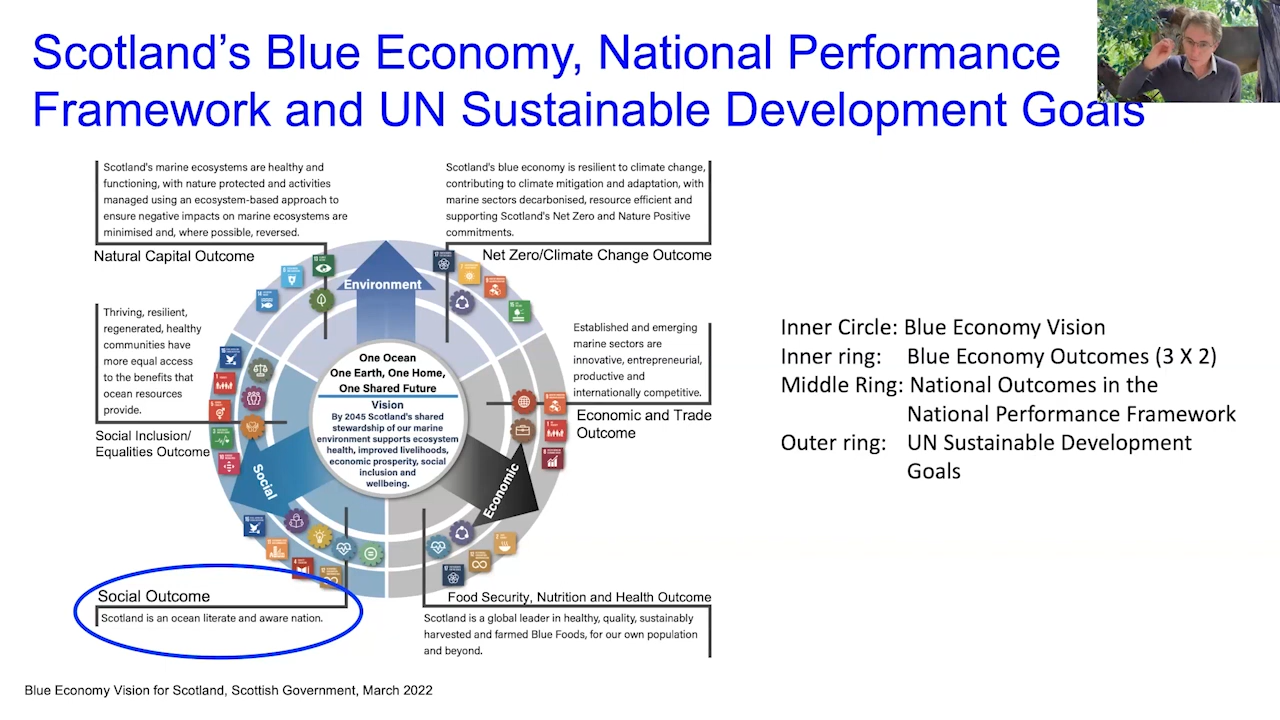 Scotland's Blue Economy, National Performance
Framework and UN Sustainable Development Goals
Scotland's marine ecosystems are healthy and
functioning, with nature protected and activities
managed using an ecosystem-based approach to
ensure negative impacts on marine ecosystems are
minimised and, where possible, reversed.
Natural Capital Outcome
Scotland's blue economy is resilient to climate change,
contributing to climate mitigation and adaptation, with
marine sectors decarbonised, resource efficient and
supporting Scotland's Net Zero and Nature Positive
commitments.
Net Zero/Climate Change Outcome
Environment
Thriving, resilient,
regenerated, healthy
communities have
more equal access
to the benefits that
ocean resources
provide.
Social Inclusion/
Equalities Outcome
Established and emerging
marine sectors are
innovative, entrepreneurial,
productive and
internationally competitive.
Economic and Trade
Outcome
One Ocean
One Earth, One Home,
One Shared Future
Vision
By 2045 Scotland's shared
stewardship of our marine
environment supports ecosystem
health, improved livelihoods,
economic prosperity, social
inclusion and
wellbeing.
Social
Economic
Social Outcome
Scotland is an ocean literate and aware nation.
Food Security, Nutrition and Health Outcome
Scotland is a global leader in healthy, quality, sustainably
harvested and farmed Blue Foods, for our own population
and beyond.
Inner Circle: Blue Economy Vision
Inner ring: Blue Economy Outcomes (3 X 2)
Middle Ring: National Outcomes in the
National Performance Framework
Outer ring: UN Sustainable Development
Goals
Blue Economy Vision for Scotland, Scottish Government, March 2022